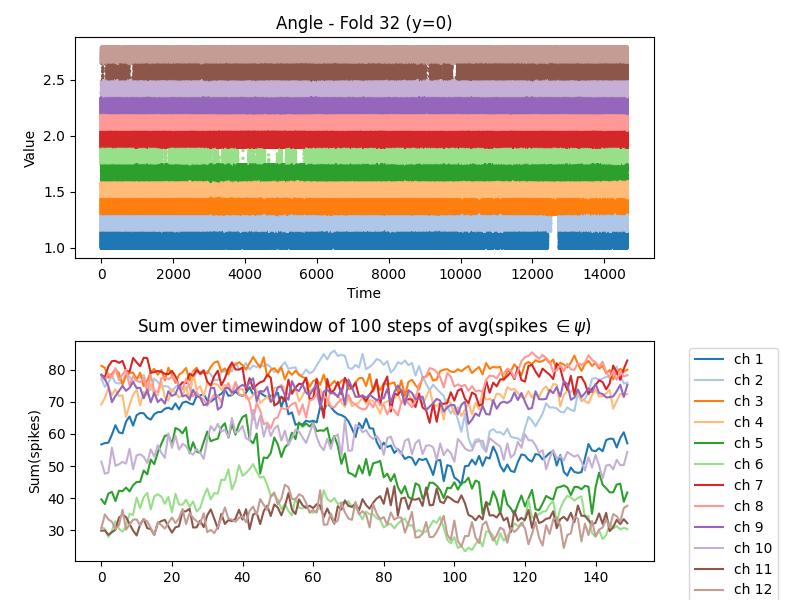 Angle - Fold 32 (y=0)
Value
2.5
2.0
1.5
1.0
0 2000 4000 6000 8000 10000 12000 14000
Time
Sum over timewindow of 100 steps of avg(spikes ∈ ψ)
Sum(spikes)
80
70
60
50
40
30
0 20 40 60 80 100 120 140
ch 1
ch 2
ch 3
ch 4
ch 5
ch 6
ch 7
ch 8
ch 9
ch 10
ch 11
ch 12